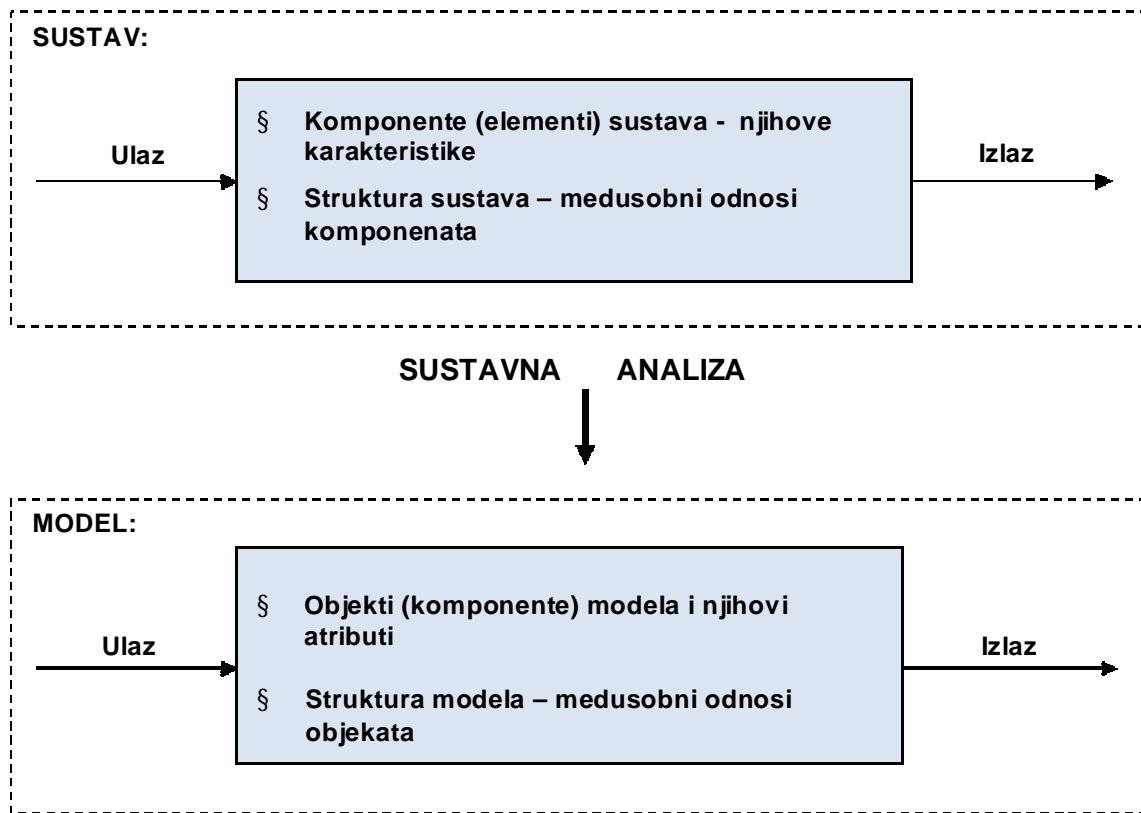 SUSTAV:
§ Komponente (elementi) sustava - njihove
karakteristike
Ulaz
Izlaz
§ Struktura sustava – medusobni odnosi
komponenata
SUSTAVNA ANALIZA
MODEL:
§ Objekti (komponente) modela i njihovi
atributi
Ulaz
Izlaz
§ Struktura modela – medusobni odnosi
objekata